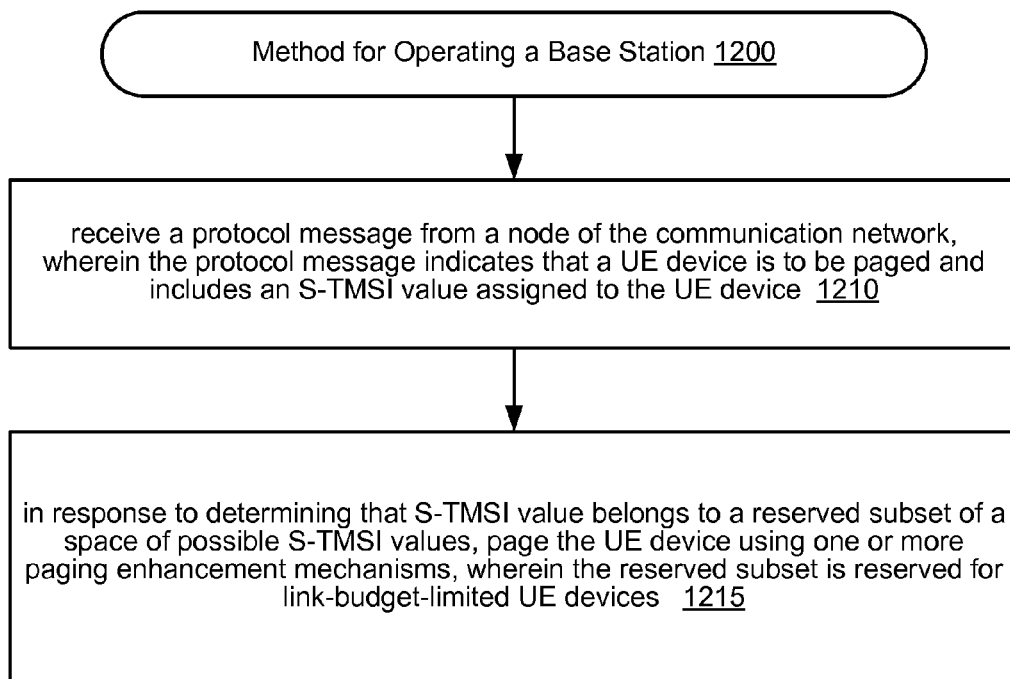 Method for Operating a Base Station 1200
receive a protocol message from a node of the communication network,
wherein the protocol message indicates that a UE device is to be paged and
includes an S-TMSI value assigned to the UE device 1210
in response to determining that S-TMSI value belongs to a reserved subset of a
space of possible S-TMSI values, page the UE device using one or more
paging enhancement mechanisms, wherein the reserved subset is reserved for
link-budget-limited UE devices 1215